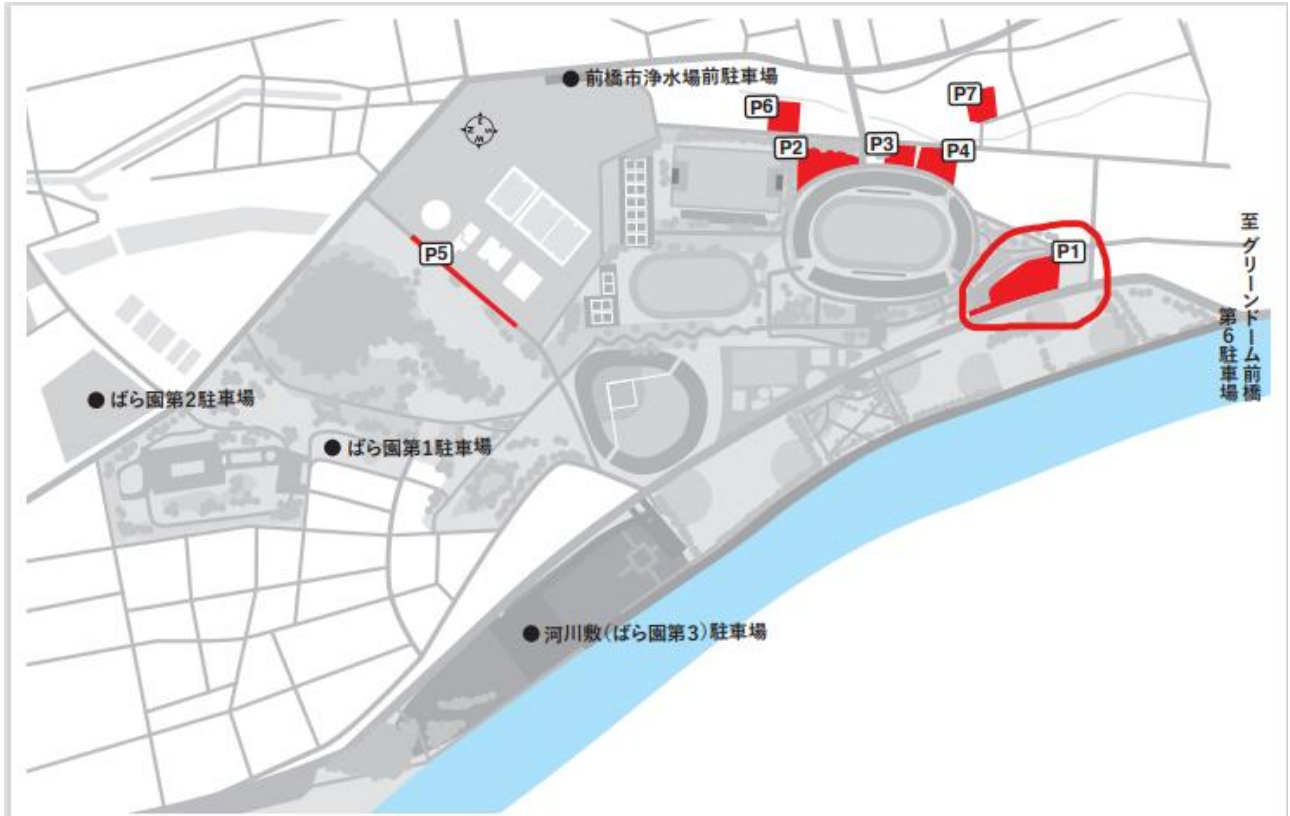 前橋市浄水場前駐車場
P7
P6
P2
P3
P4
N
E
S
W
P5
P1
至 グリーンドーム前橋
第6駐車場
ばら園第2駐車場
ばら園第1駐車場
河川敷(ばら園第3)駐車場